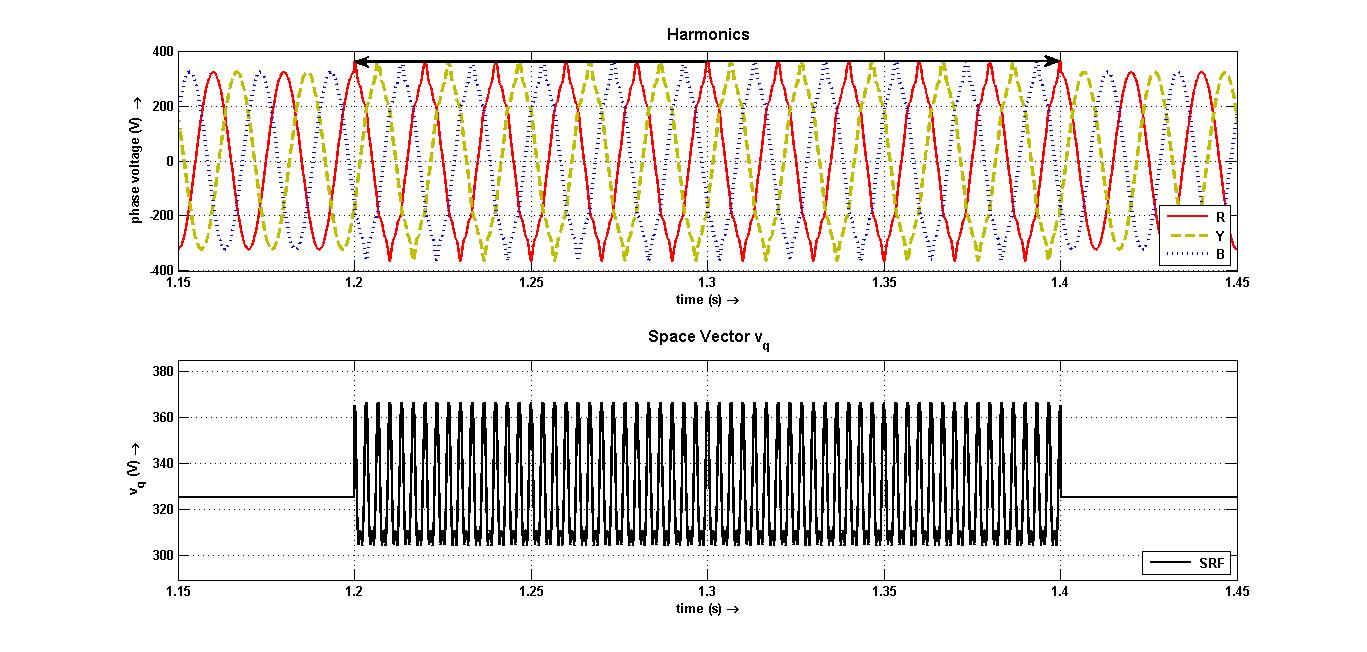 Harmonics
phase voltage (V) →
400
200
0
-200
-400
R
Y
B
1.15 1.2 1.25 1.3 1.35 1.4 1.45
time (s) →
Space Vector vq
vq (V) →
380
360
340
320
300
SRF
1.15 1.2 1.25 1.3 1.35 1.4 1.45
time (s) →